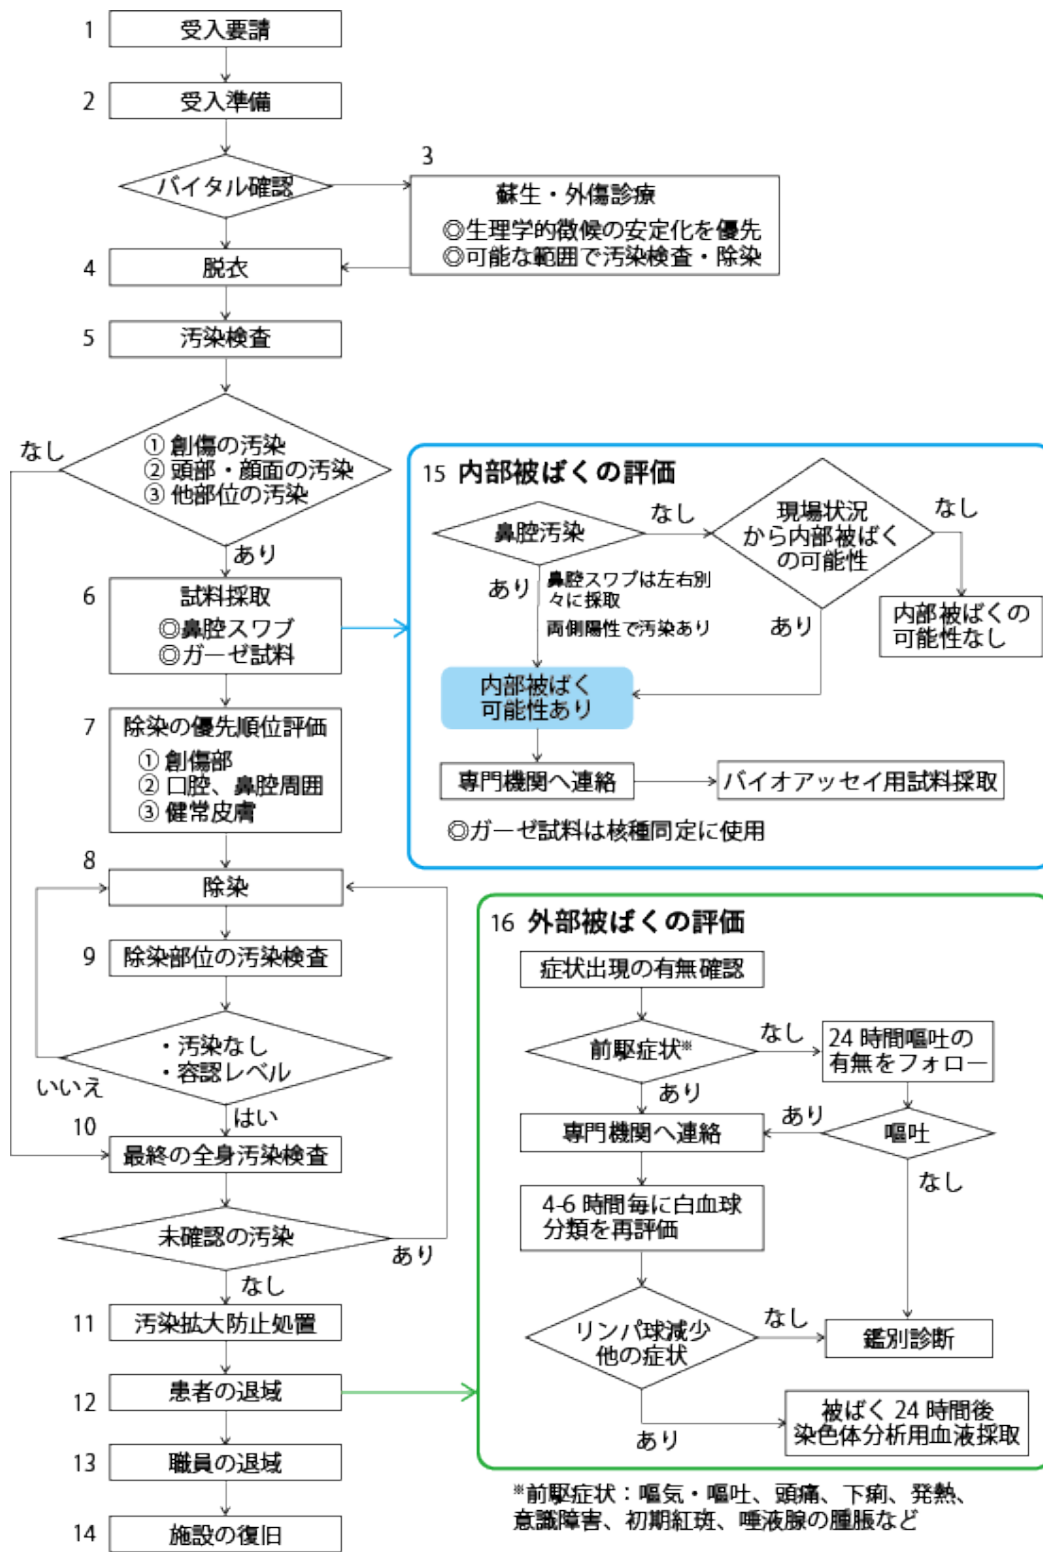 1 受入要請
2 受入準備
バイタル確認
3
蘇生・外傷診療
◎生理学的徴候の安定化を優先
◎可能な範囲で汚染検査・除染
4 脱衣
5 汚染検査
なし
① 創傷の汚染
② 頭部・顔面の汚染
③ 他部位の汚染
あり
6 試料採取
◎鼻腔スワブ
◎ガーゼ試料
7 除染の優先順位評価
① 創傷部
② 口腔、鼻腔周囲
③ 健常皮膚
8
除染
9 除染部位の汚染検査
・汚染なし
・容認レベル
いいえ
はい
10
最終の全身汚染検査
未確認の汚染
あり
なし
11 汚染拡大防止処置
12 患者の退域
13 職員の退域
14 施設の復旧
15 内部被ばくの評価
鼻腔汚染
なし
現場状況
から内部被ばく
の可能性
なし
あり
鼻腔スワブは左右別
々に採取
両側陽性で汚染あり
あり
内部被ばくの
可能性なし
内部被ばく
可能性あり
専門機関へ連絡
バイオアッセイ用試料採取
◎ガーゼ試料は核種同定に使用
16 外部被ばくの評価
症状出現の有無確認
前駆症状※
なし
24 時間嘔吐の
有無をフォロー
あり
専門機関へ連絡
あり
嘔吐
なし
4-6 時間毎に白血球
分類を再評価
リンパ球減少
他の症状
なし
鑑別診断
あり
被ばく 24 時間後
染色体分析用血液採取
※前駆症状：嘔気・嘔吐、頭痛、下痢、発熱、
意識障害、初期紅斑、唾液腺の腫脹など